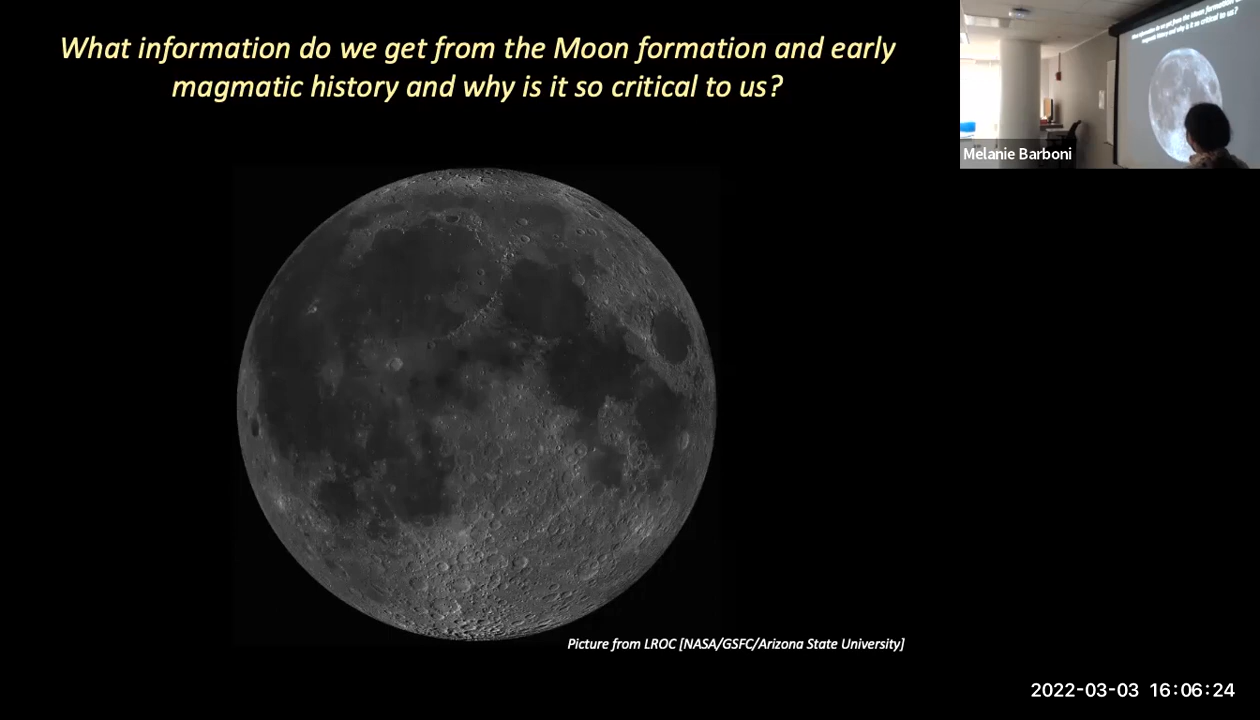 What information do we get from the Moon formation and early
magmatic history and why is it so critical to us?
Melanie Barboni
Picture from LROC [NASA/GSFC/Arizona State University]
2022-03-03 16:06:24